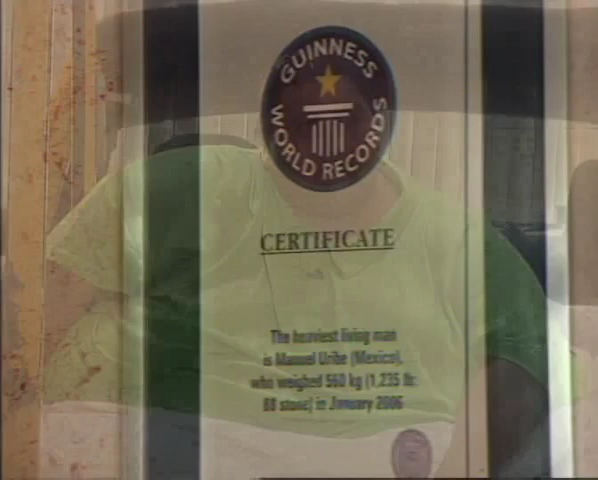 GUINNESS
WORLD RECORDS
CERTIFICATE
The heaviest living man
is Manuel Uribe (Mexico),
who weighed 560 kg (1,235 lb:
88 stone) in January 2006